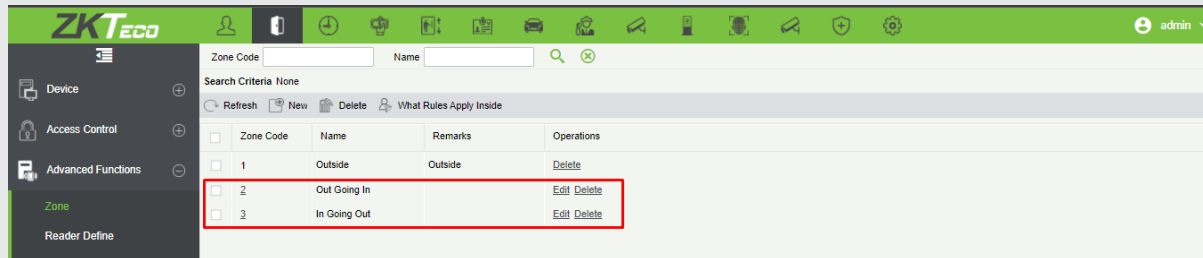 ZKTECO
admin
Zone Code Name
Search Criteria None
Refresh New Delete What Rules Apply Inside
Zone Code Name Remarks Operations
1 Outside Outside Delete
2 Out Going In Edit Delete
3 In Going Out Edit Delete
Device
Access Control
Advanced Functions
Zone
Reader Define